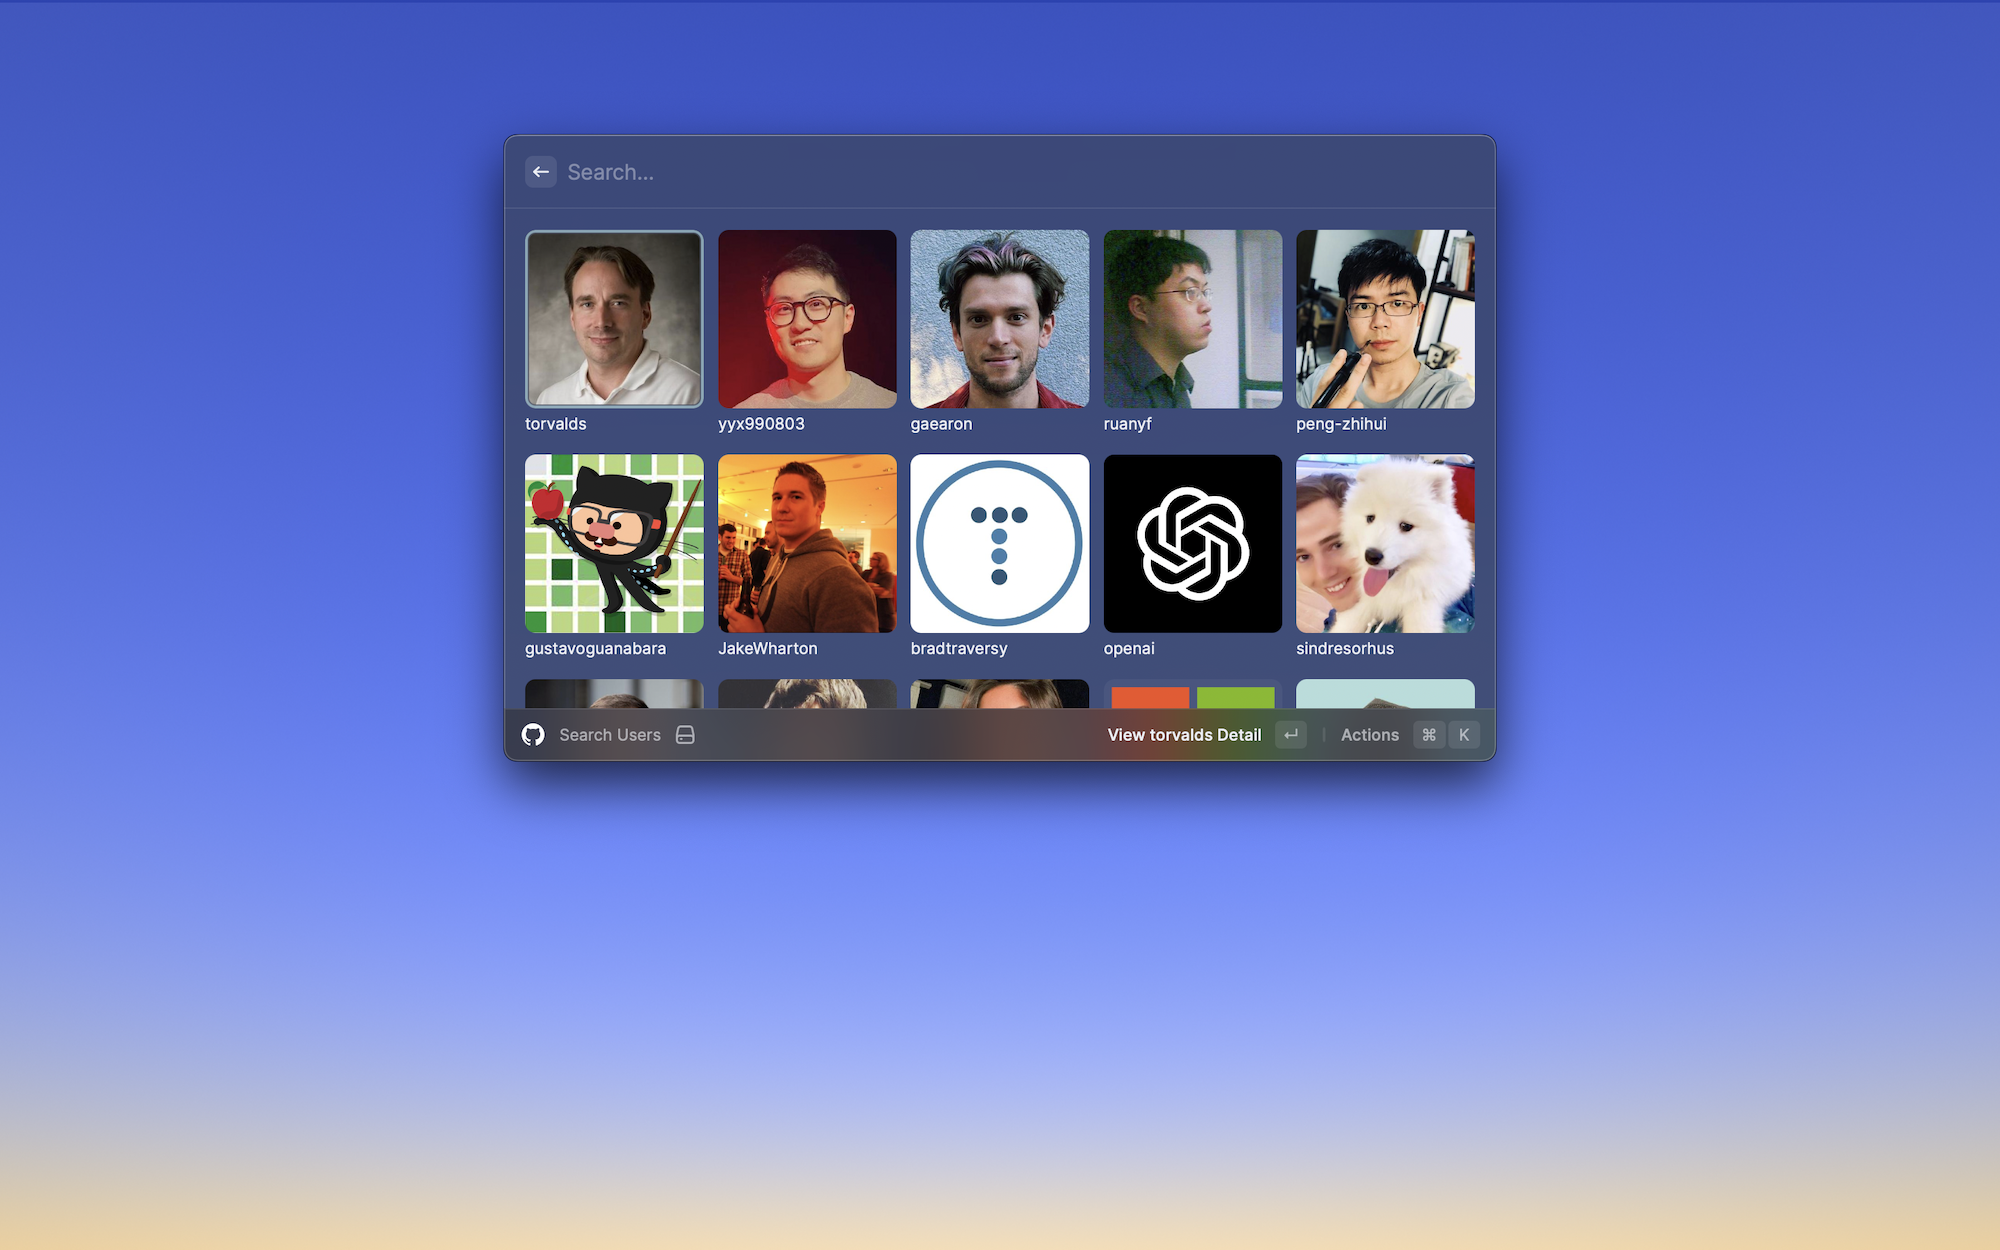 Search...
torvalds
yyx990803
gaearon
ruanyf
peng-zhihui
gustavoguanabara
JakeWharton
bradtraversy
openai
sindresorhus
Search Users
View torvalds Detail
Actions
⌘
K